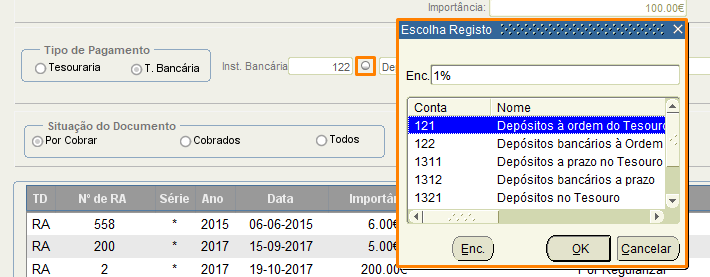 Importância: 100.00€
Tipo de Pagamento
Tesouraria T. Bancária Inst. Bancária 122 De
Situação do Documento
Por Cobrar Cobrados Todos
TD Nº de RA Série Ano Data Importân
RA 558 * 2015 06-06-2015 6.00€
RA 200 * 2017 15-09-2017 5.00€
RA 2 * 2017 19-10-2017 200.00€ Por Regularizar
Escolha Registo
Enc. 1%
Conta Nome
121 Depósitos à ordem do Tesouro
122 Depósitos bancários à Ordem
1311 Depósitos a prazo no Tesouro
1312 Depósitos bancários a prazo
1321 Depósitos no Tesouro
Enc. OK Cancelar